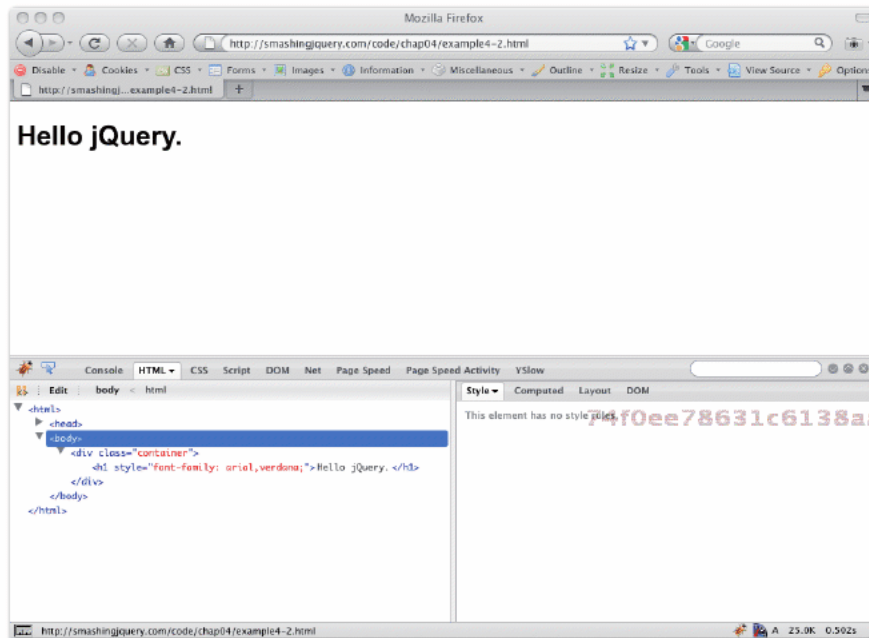 Mozilla Firefox
http://smashingjquery.com/code/chap04/example4-2.html
Google
Disable Cookies CSS Forms Images Information Miscellaneous Outline Resize Tools View Source Option
http://smashingj...example4-2.html +
Hello jQuery.
Console HTML CSS Script DOM Net Page Speed Page Speed Activity YSlow
Edit body < html
Style Computed Layout DOM
This element has no style rules.
74f0ee78631c6138a
<html>
<head>
<body>
<div class="container">
<h1 style="font-family: arial,verdana;">Hello jQuery. </h1>
</div>
</body>
</html>
http://smashingjquery.com/code/chap04/example4-2.html
A 25.0K 0.502s